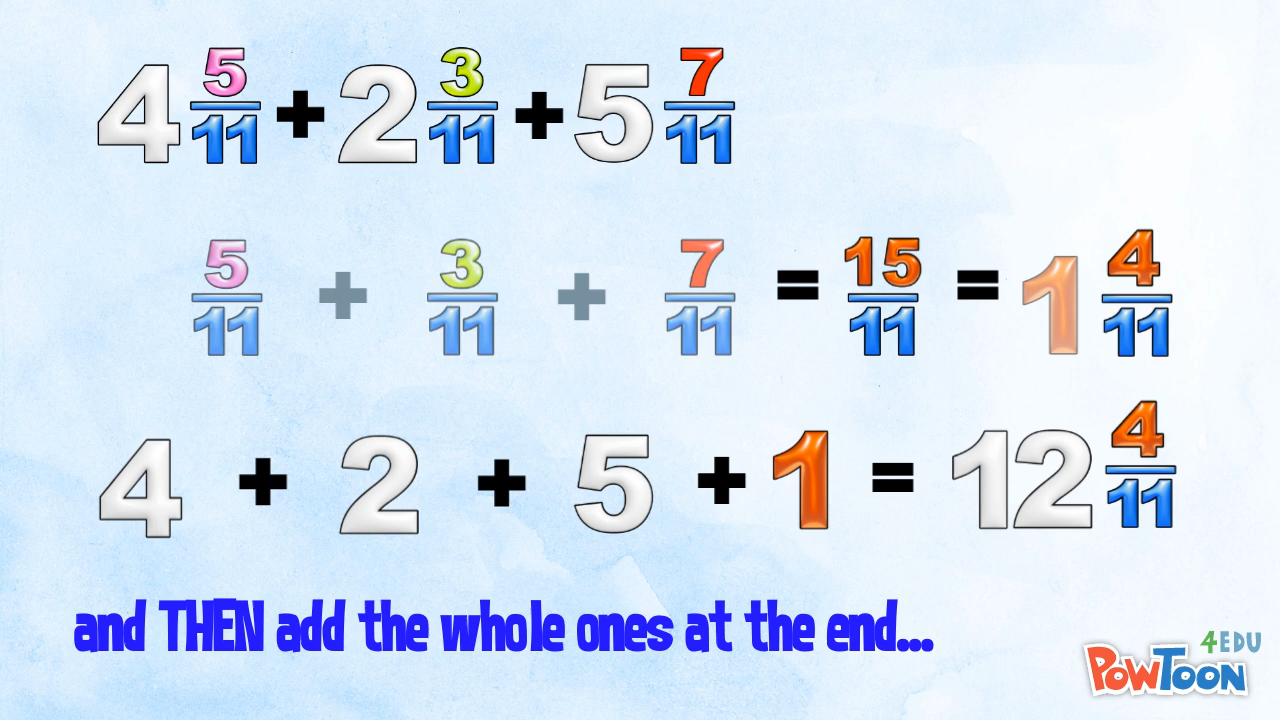 4 5/11 + 2 3/11 + 5 7/11
5/11 + 3/11 + 7/11 = 15/11 = 1 4/11
4 + 2 + 5 + 1 = 12 4/11
and THEN add the whole ones at the end...
4EDU
POWTOON